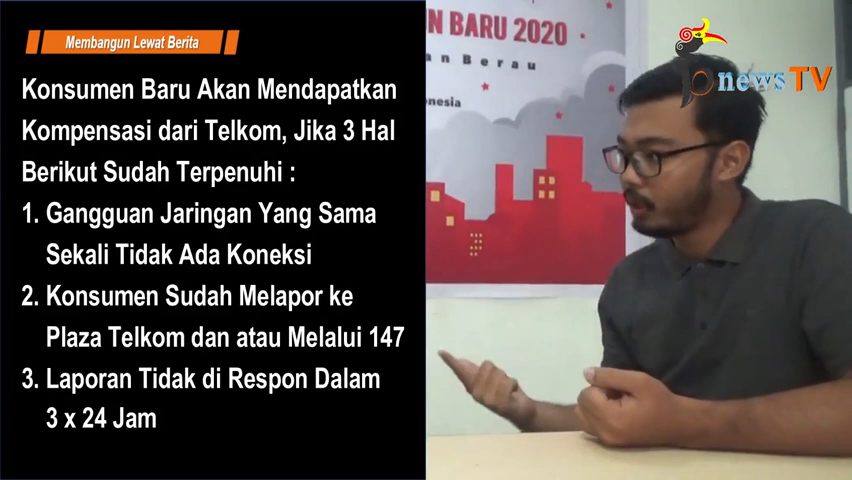 Membangun Lewat Berita
Konsumen Baru Akan Mendapatkan
Kompensasi dari Telkom, Jika 3 Hal
Berikut Sudah Terpenuhi :
1. Gangguan Jaringan Yang Sama
Sekali Tidak Ada Koneksi
2. Konsumen Sudah Melapor ke
Plaza Telkom dan atau Melalui 147
3. Laporan Tidak di Respon Dalam
3 x 24 Jam
news TV
BARU 2020
Berau